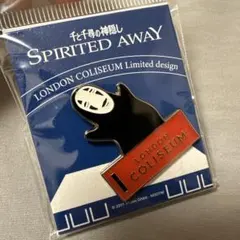 千と千尋の神隠し
SPIRITED AWAY
LONDON COLISEUM Limited design
LONDON
COLISEUM